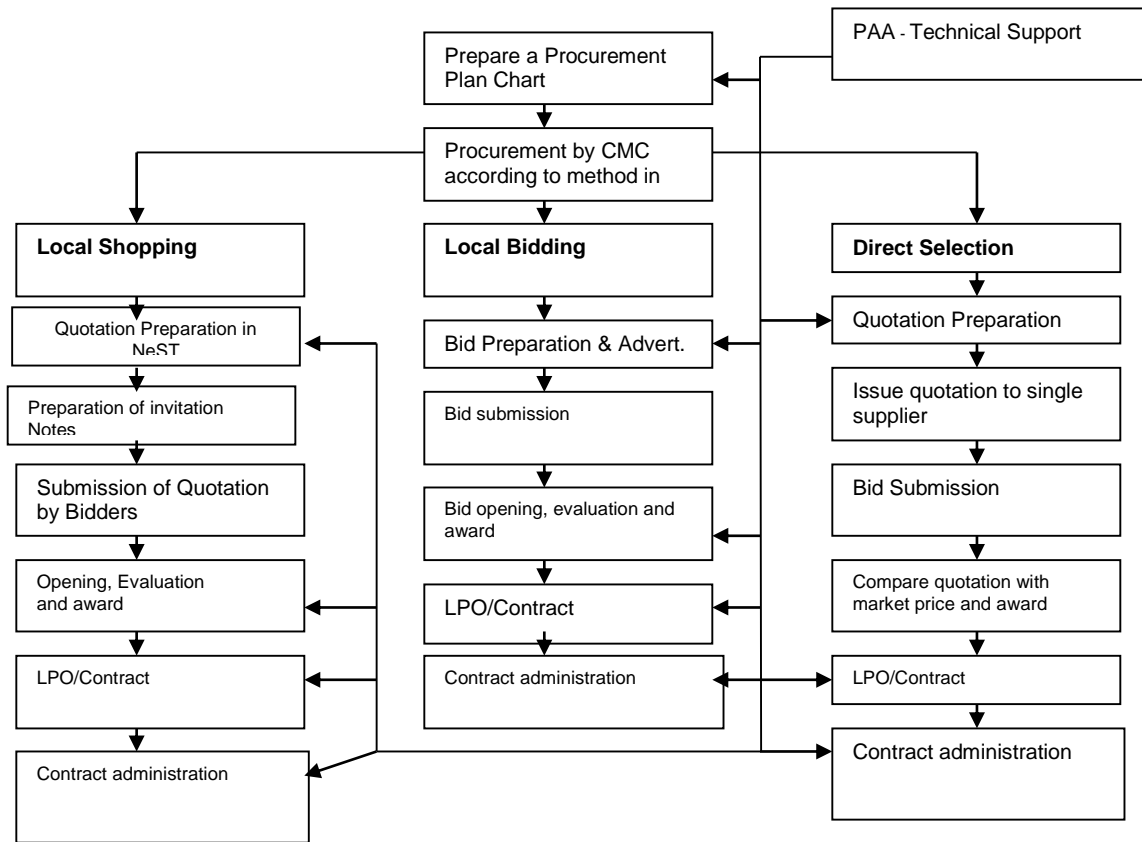 PAA - Technical Support
Prepare a Procurement
Plan Chart
Procurement by CMC
according to method in
Local Shopping
Local Bidding
Direct Selection
Quotation Preparation in
NeST
Preparation of invitation
Notes
Submission of Quotation
by Bidders
Opening, Evaluation
and award
LPO/Contract
Contract administration
Bid Preparation & Advert.
Bid submission
Bid opening, evaluation and
award
LPO/Contract
Contract administration
Quotation Preparation
Issue quotation to single
supplier
Bid Submission
Compare quotation with
market price and award
LPO/Contract
Contract administration